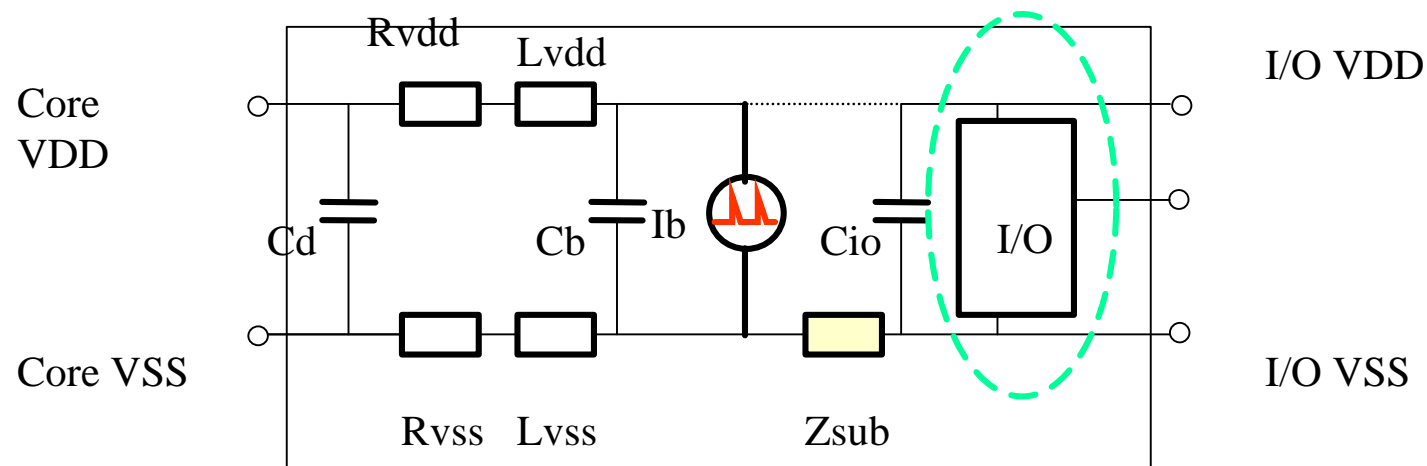 Rvdd
Lvdd
I/O VDD
Core
VDD
Cd
Cb
Ib
Cio
I/O
Core VSS
I/O VSS
Rvss
Lvss
Zsub